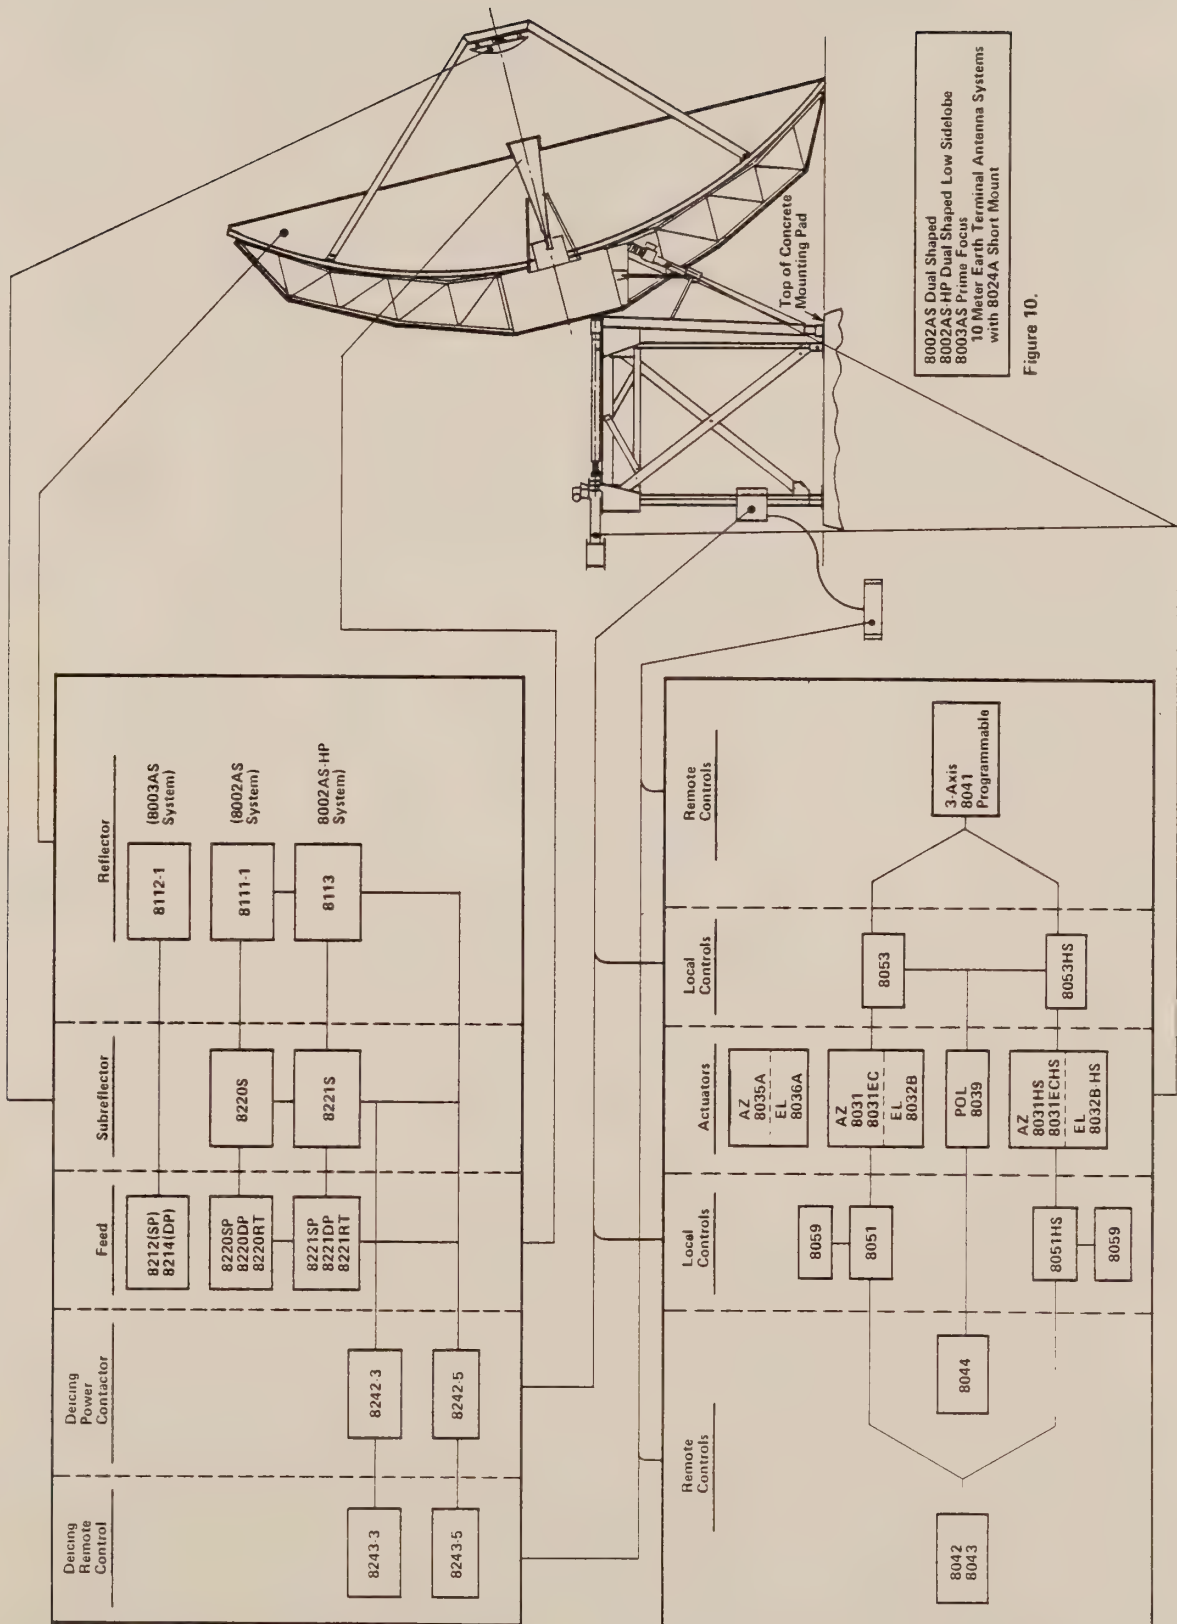 Deicing
Remote
Control
Deicing
Power
Contactor
Feed
Subreflector
Reflector
8212(SP)
8214(DP)
8112-1
(8003AS
System)
8220SP
8220DP
8220RT
8220S
8111-1
(8002AS
System)
8221SP
8221DP
8221RT
8221S
8113
8002AS-HP
System)
8243-3
8242-3
8243-5
8242-5
Remote
Controls
Local
Controls
Actuators
Local
Controls
Remote
Controls
AZ
8035A
EL
8036A
8059
8051
AZ
8031
8031EC
EL
8032B
8053
8042
8043
8044
POL
8039
3-Axis
8041
Programmable
8051HS
8059
AZ
8031HS
8031ECHS
EL
8032B-HS
8053HS
Top of Concrete
Mounting Pad
8002AS Dual Shaped
8002AS-HP Dual Shaped Low Sidelobe
8003AS Prime Focus
10 Meter Earth Terminal Antenna Systems
with 8024A Short Mount
Figure 10.